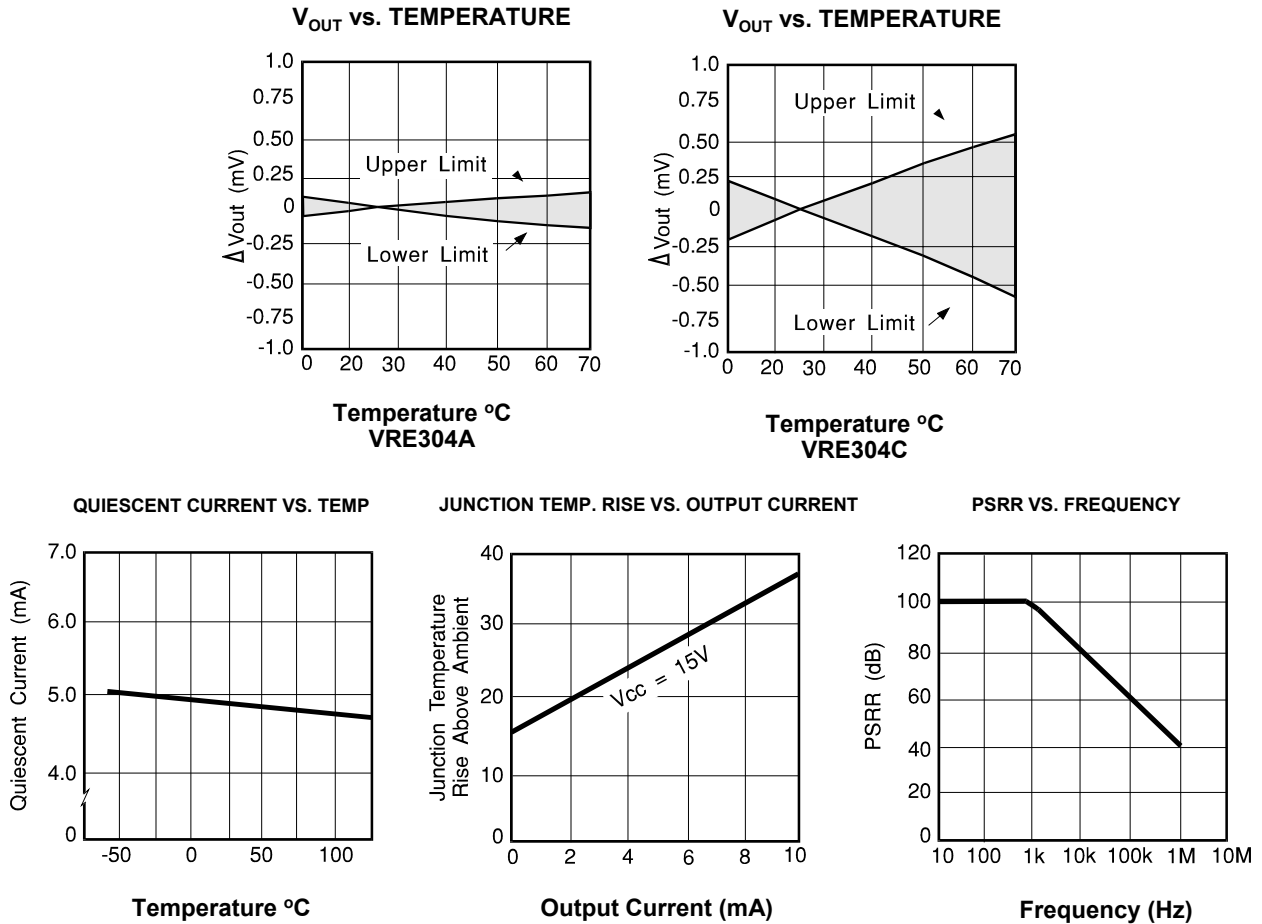 V_OUT vs. TEMPERATURE
1.0
0.75
0.50
0.25
0
-0.25
-0.50
-0.75
-1.0
Δ Vout (mV)
Upper Limit
Lower Limit
0 20 30 40 50 60 70
Temperature °C
VRE304A
V_OUT vs. TEMPERATURE
1.0
0.75
0.50
0.25
0
-0.25
-0.50
-0.75
-1.0
Δ Vout (mV)
Upper Limit
Lower Limit
0 20 30 40 50 60 70
Temperature °C
VRE304C
QUIESCENT CURRENT VS. TEMP
7.0
6.0
5.0
4.0
0
Quiescent Current (mA)
-50 0 50 100
Temperature °C
JUNCTION TEMP. RISE VS. OUTPUT CURRENT
40
30
20
10
0
Junction Temperature
Rise Above Ambient
Vcc = 15V
0 2 4 6 8 10
Output Current (mA)
PSRR VS. FREQUENCY
120
100
80
60
40
20
0
PSRR (dB)
10 100 1k 10k 100k 1M 10M
Frequency (Hz)